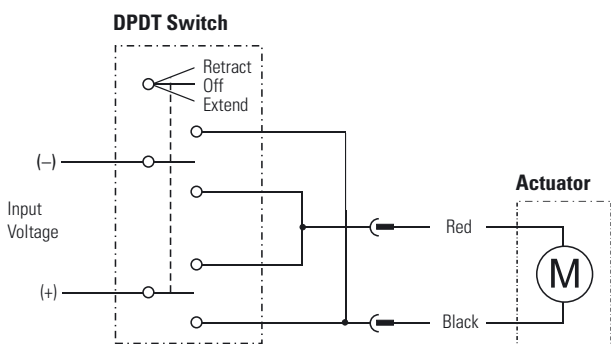 DPDT Switch
Retract
Off
Extend
(–)
Input
Voltage
(+)
Actuator
Red
M
Black